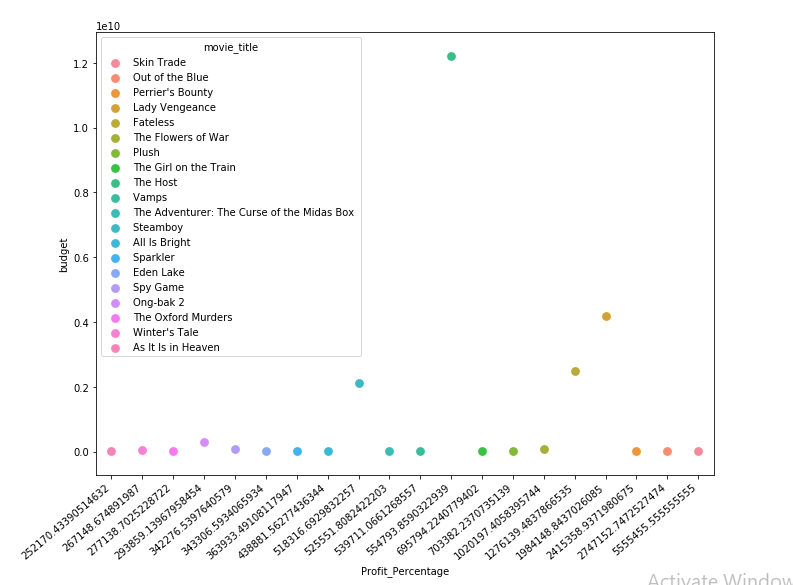 1e10
movie_title
Skin Trade
Out of the Blue
Perrier's Bounty
Lady Vengeance
Fateless
The Flowers of War
Plush
The Girl on the Train
The Host
Vamps
The Adventurer: The Curse of the Midas Box
Steamboy
All Is Bright
Sparkler
Eden Lake
Spy Game
Ong-bak 2
The Oxford Murders
Winter's Tale
As It Is in Heaven
1.2
1.0
0.8
0.6
0.4
0.2
0.0
budget
252170.43390514632
267148.674891987
277138.7025228722
293859.13967958454
342276.5397640579
343306.5934065934
363933.49108117947
438881.56277436344
518316.6929832257
525551.8082422203
539711.0661268557
554793.8590322939
695794.2240779402
703382.2370735139
1020197.4058395744
1276139.4837866535
1984148.8437026085
2415358.9371980675
2747152.7472527474
5555455.555555555
Profit_Percentage
Activate Window